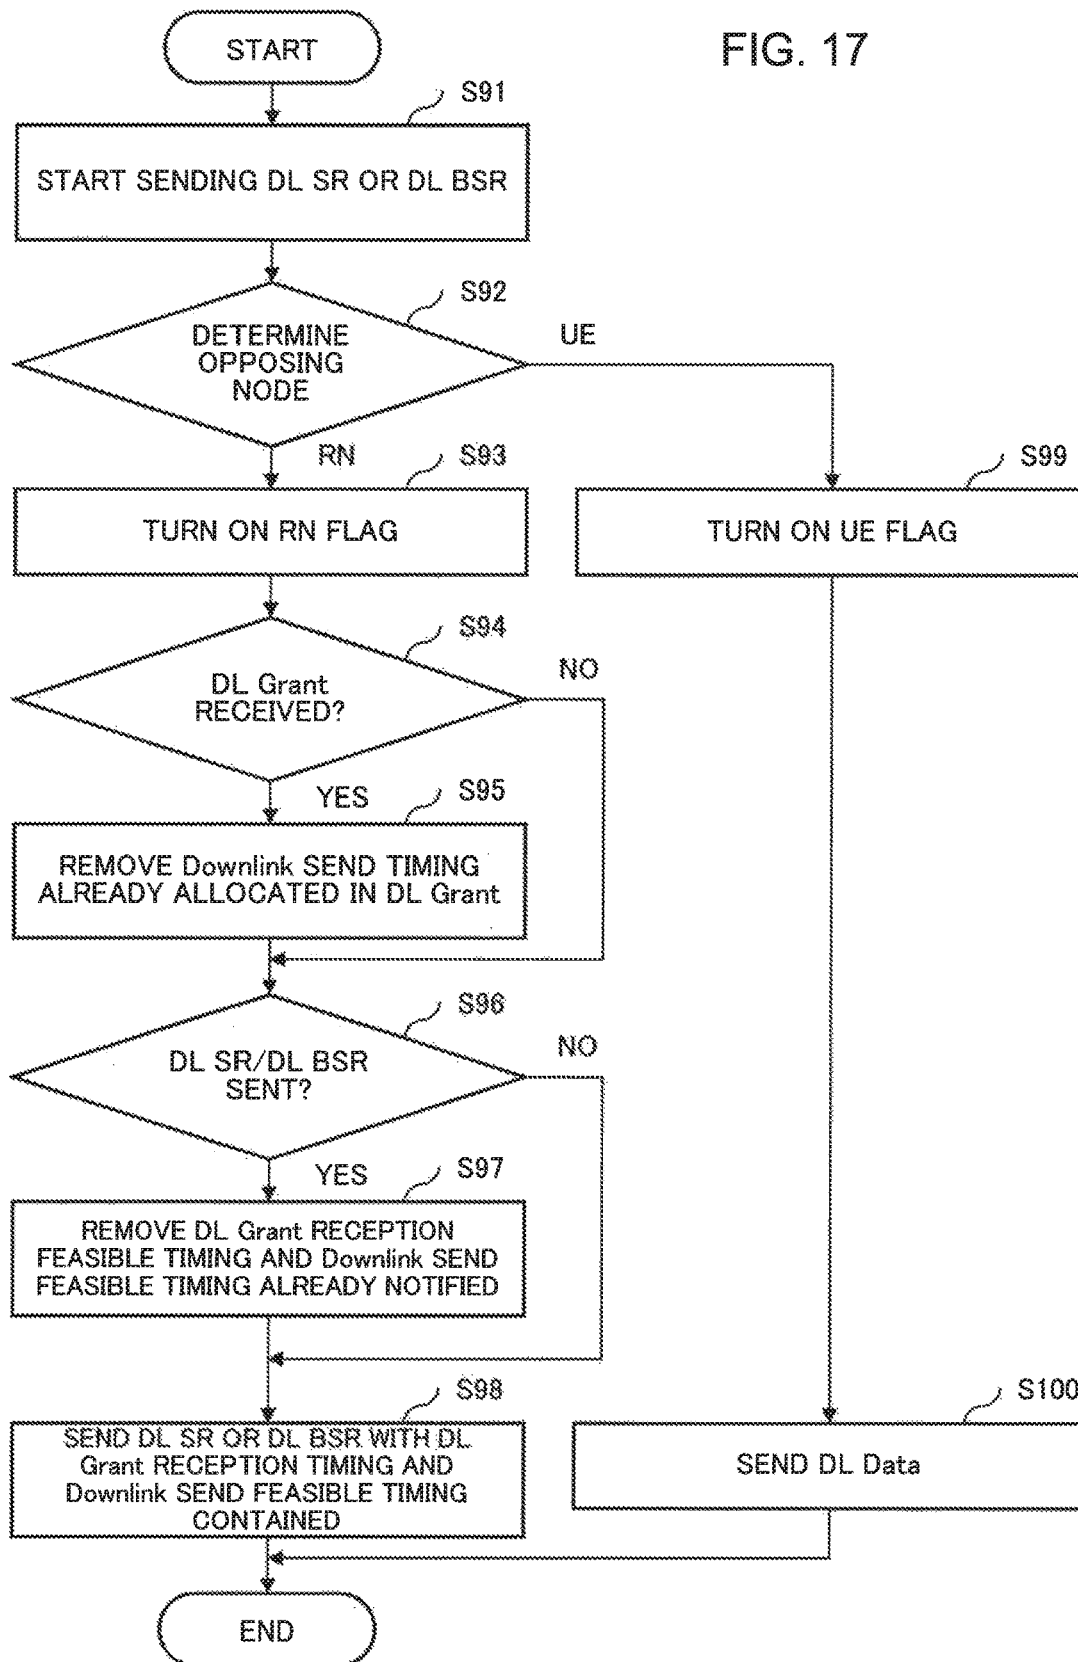 FIG. 17
START
S91
START SENDING DL SR OR DL BSR
S92
DETERMINE
OPPOSING
NODE
UE
RN
S93
TURN ON RN FLAG
S99
TURN ON UE FLAG
S94
DL Grant
RECEIVED?
NO
YES
S95
REMOVE Downlink SEND TIMING
ALREADY ALLOCATED IN DL Grant
S96
DL SR/DL BSR
SENT?
NO
YES
S97
REMOVE DL Grant RECEPTION
FEASIBLE TIMING AND Downlink SEND
FEASIBLE TIMING ALREADY NOTIFIED
S98
SEND DL SR OR DL BSR WITH DL
Grant RECEPTION TIMING AND
Downlink SEND FEASIBLE TIMING
CONTAINED
S100
SEND DL Data
END